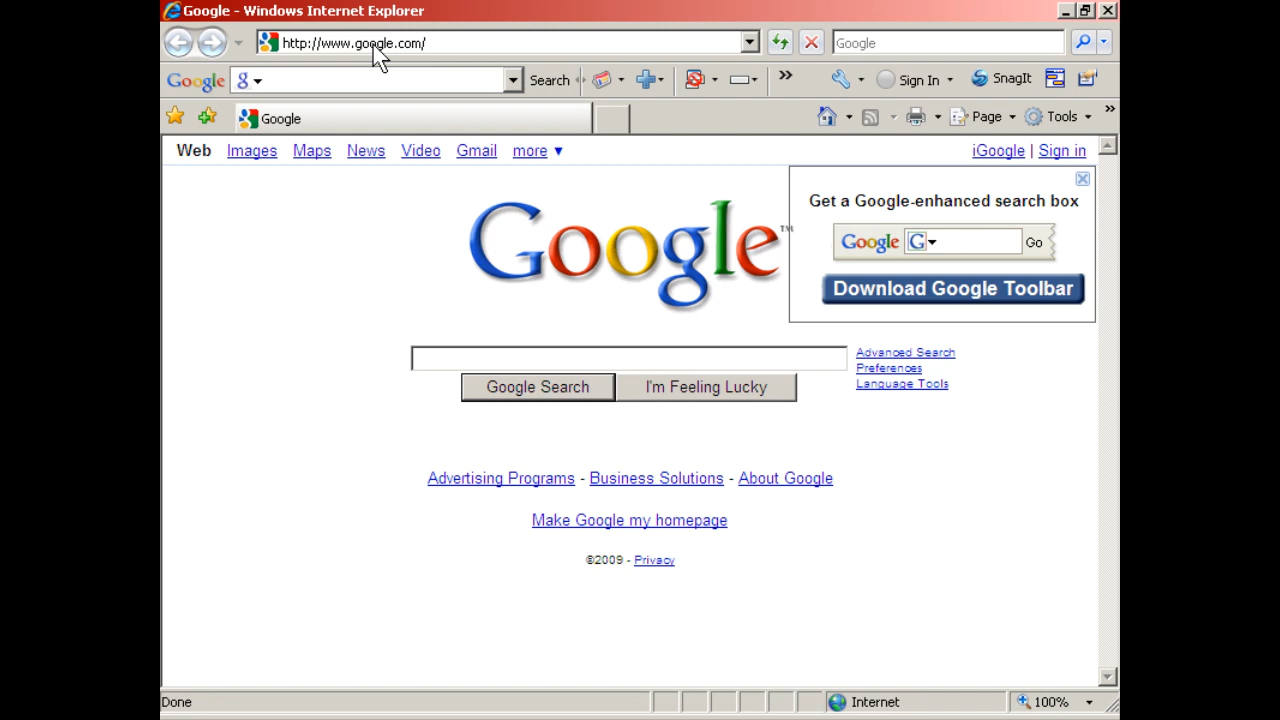 Google - Windows Internet Explorer
http://www.google.com/ Google
Google g Search Sign In SnagIt
Google Page Tools
Web Images Maps News Video Gmail more ▼ iGoogle | Sign in
Get a Google-enhanced search box
Google G Go
Download Google Toolbar
Google™
Advanced Search
Preferences
Language Tools
Google Search I'm Feeling Lucky
Advertising Programs - Business Solutions - About Google
Make Google my homepage
©2009 - Privacy
Done Internet 100%